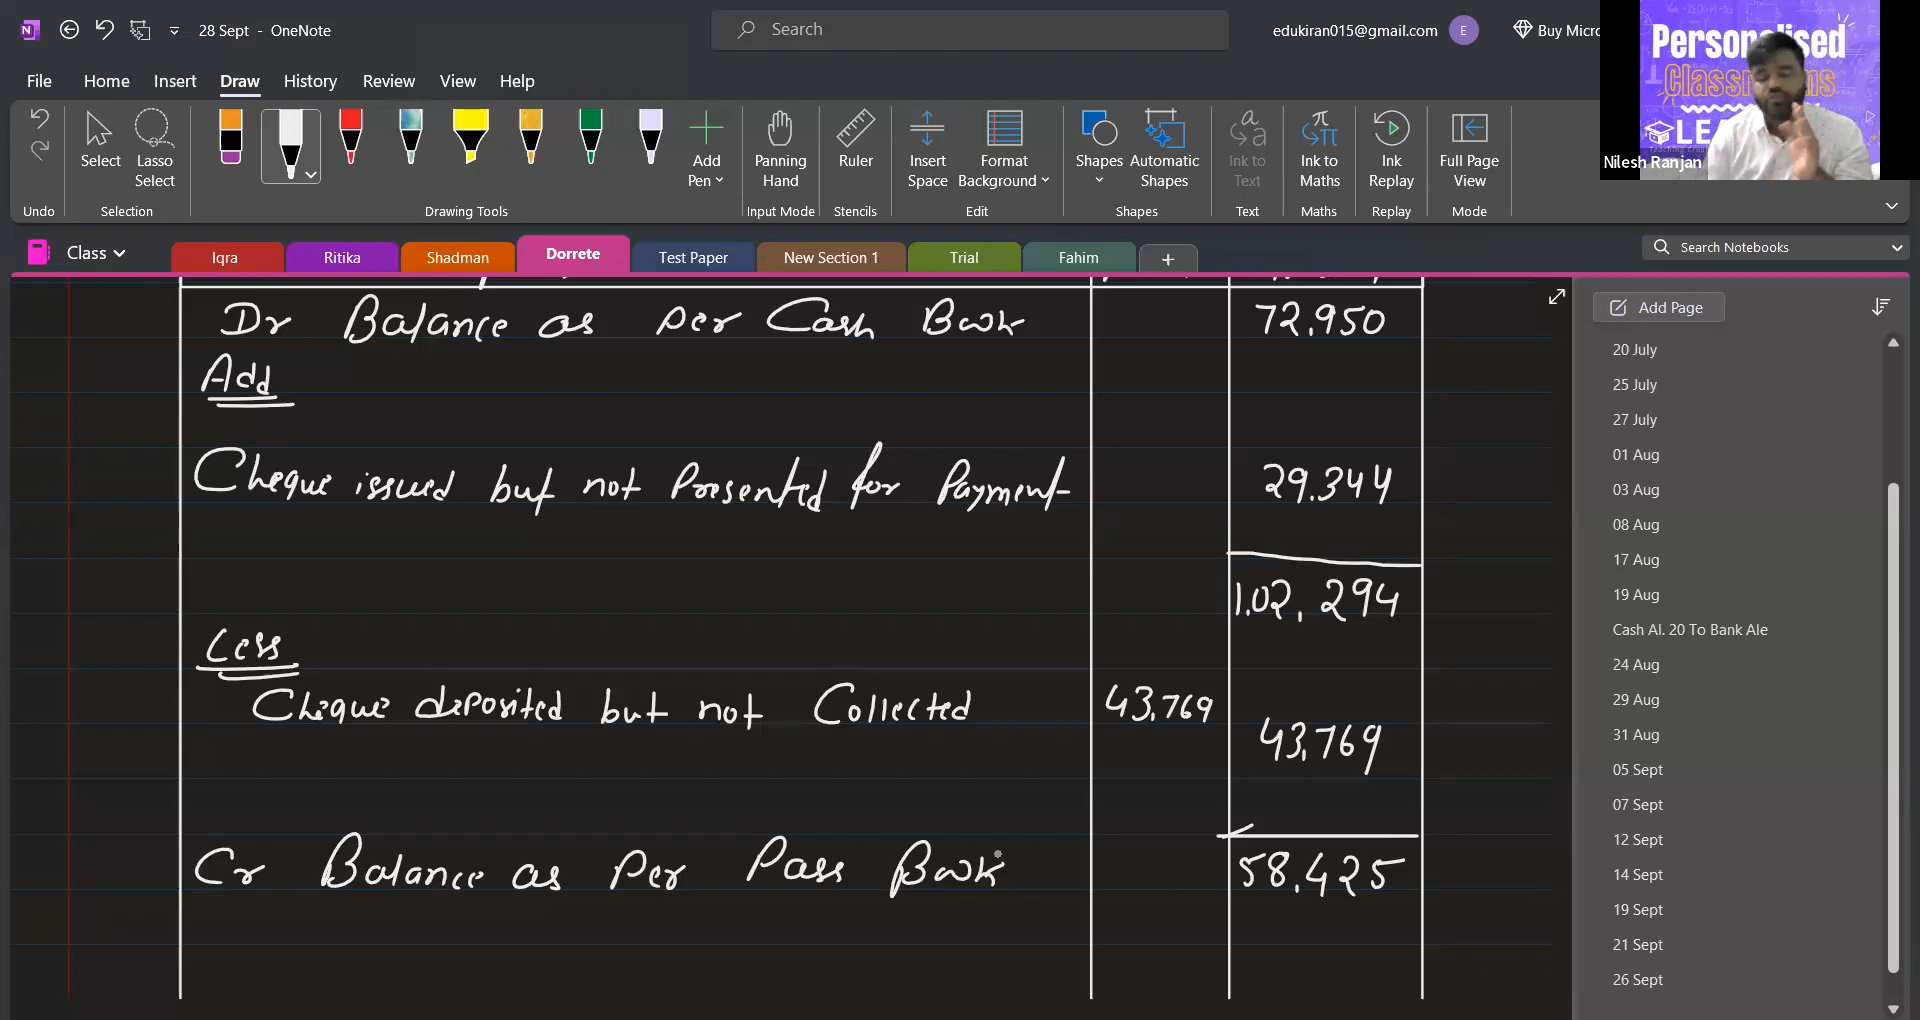 28 Sept - OneNote
Search
edukiran015@gmail.com
E
Buy Micro
Personalised
Classrooms
LEA
Nilesh Ranjan
File Home Insert Draw History Review View Help
Select
Lasso Select
Add Pen
Panning Hand
Ruler
Insert Space
Format Background
Shapes
Automatic Shapes
Ink to Text
Ink to Maths
Ink Replay
Full Page View
Undo Selection Drawing Tools Input Mode Stencils Edit Shapes Text Maths Replay Mode
Class
Iqra Ritika Shadman Dorrete Test Paper New Section 1 Trial Fahim +
Search Notebooks
Dr Balance as per Cash Book 72,950
Add
Cheque issued but not Presented for Payment 29,344
1,02,294
Less
Cheque deposited but not Collected 43,769
43,769
Cr Balance as Per Pass Book 58,425
Add Page
20 July
25 July
27 July
01 Aug
03 Aug
08 Aug
17 Aug
19 Aug
Cash Al. 20 To Bank Ale
24 Aug
29 Aug
31 Aug
05 Sept
07 Sept
12 Sept
14 Sept
19 Sept
21 Sept
26 Sept